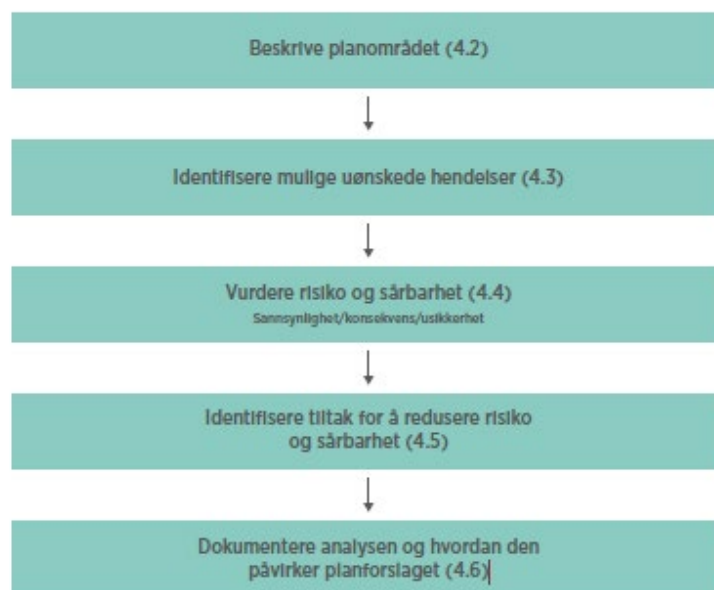 Beskrive planområdet (4.2)
Identifisere mulige uønskede hendelser (4.3)
Vurdere risiko og sårbarhet (4.4)
Sannsynlighet/konsekvens/usikkerhet
Identifisere tiltak for å redusere risiko
og sårbarhet (4.5)
Dokumentere analysen og hvordan den
påvirker planforslaget (4.6)